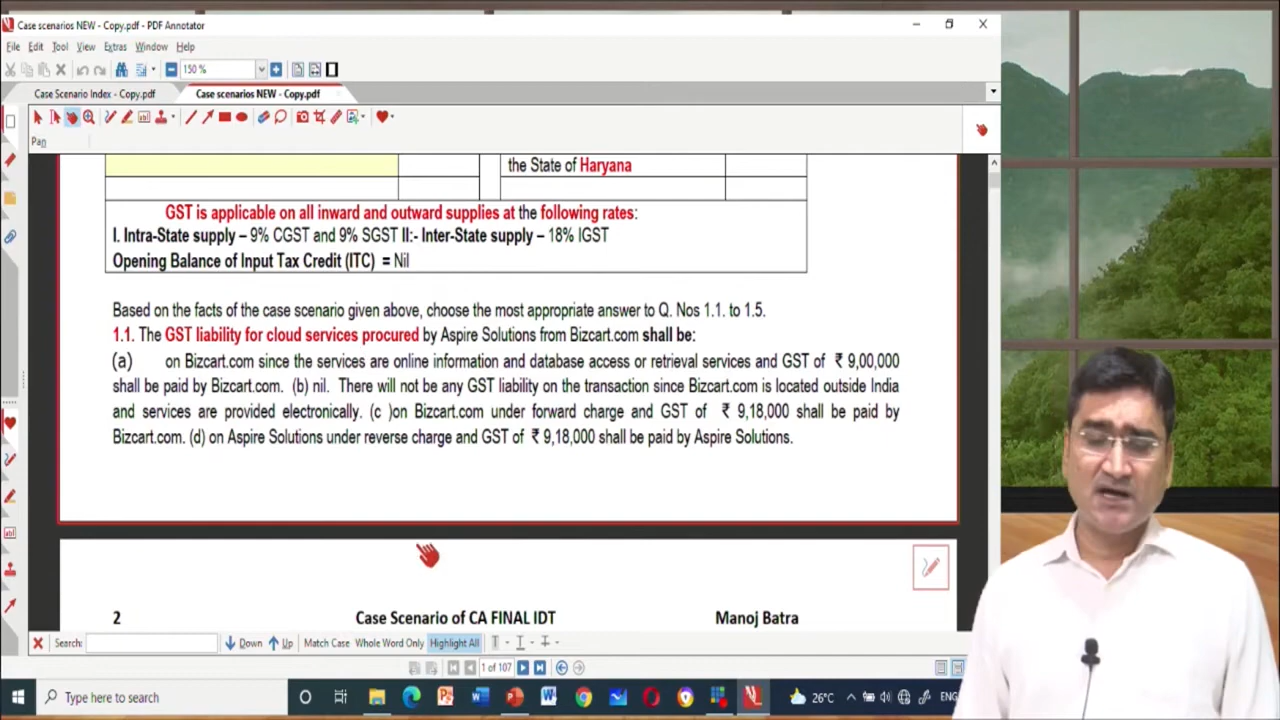 Case scenarios NEW - Copy.pdf - PDF Annotator
File Edit Tool View Extras Window Help
150 %
Case Scenario Index - Copy.pdf
Case scenarios NEW - Copy.pdf
Pan
the State of Haryana
GST is applicable on all inward and outward supplies at the following rates:
I. Intra-State supply – 9% CGST and 9% SGST II:- Inter-State supply – 18% IGST
Opening Balance of Input Tax Credit (ITC) = Nil
Based on the facts of the case scenario given above, choose the most appropriate answer to Q. Nos 1.1. to 1.5.
1.1. The GST liability for cloud services procured by Aspire Solutions from Bizcart.com shall be:
(a) on Bizcart.com since the services are online information and database access or retrieval services and GST of ₹ 9,00,000
shall be paid by Bizcart.com. (b) nil. There will not be any GST liability on the transaction since Bizcart.com is located outside India
and services are provided electronically. (c )on Bizcart.com under forward charge and GST of ₹ 9,18,000 shall be paid by
Bizcart.com. (d) on Aspire Solutions under reverse charge and GST of ₹ 9,18,000 shall be paid by Aspire Solutions.
2 Case Scenario of CA FINAL IDT Manoj Batra
Search: Down Up Match Case Whole Word Only Highlight All
1 of 107
Type here to search
26°C
ENG